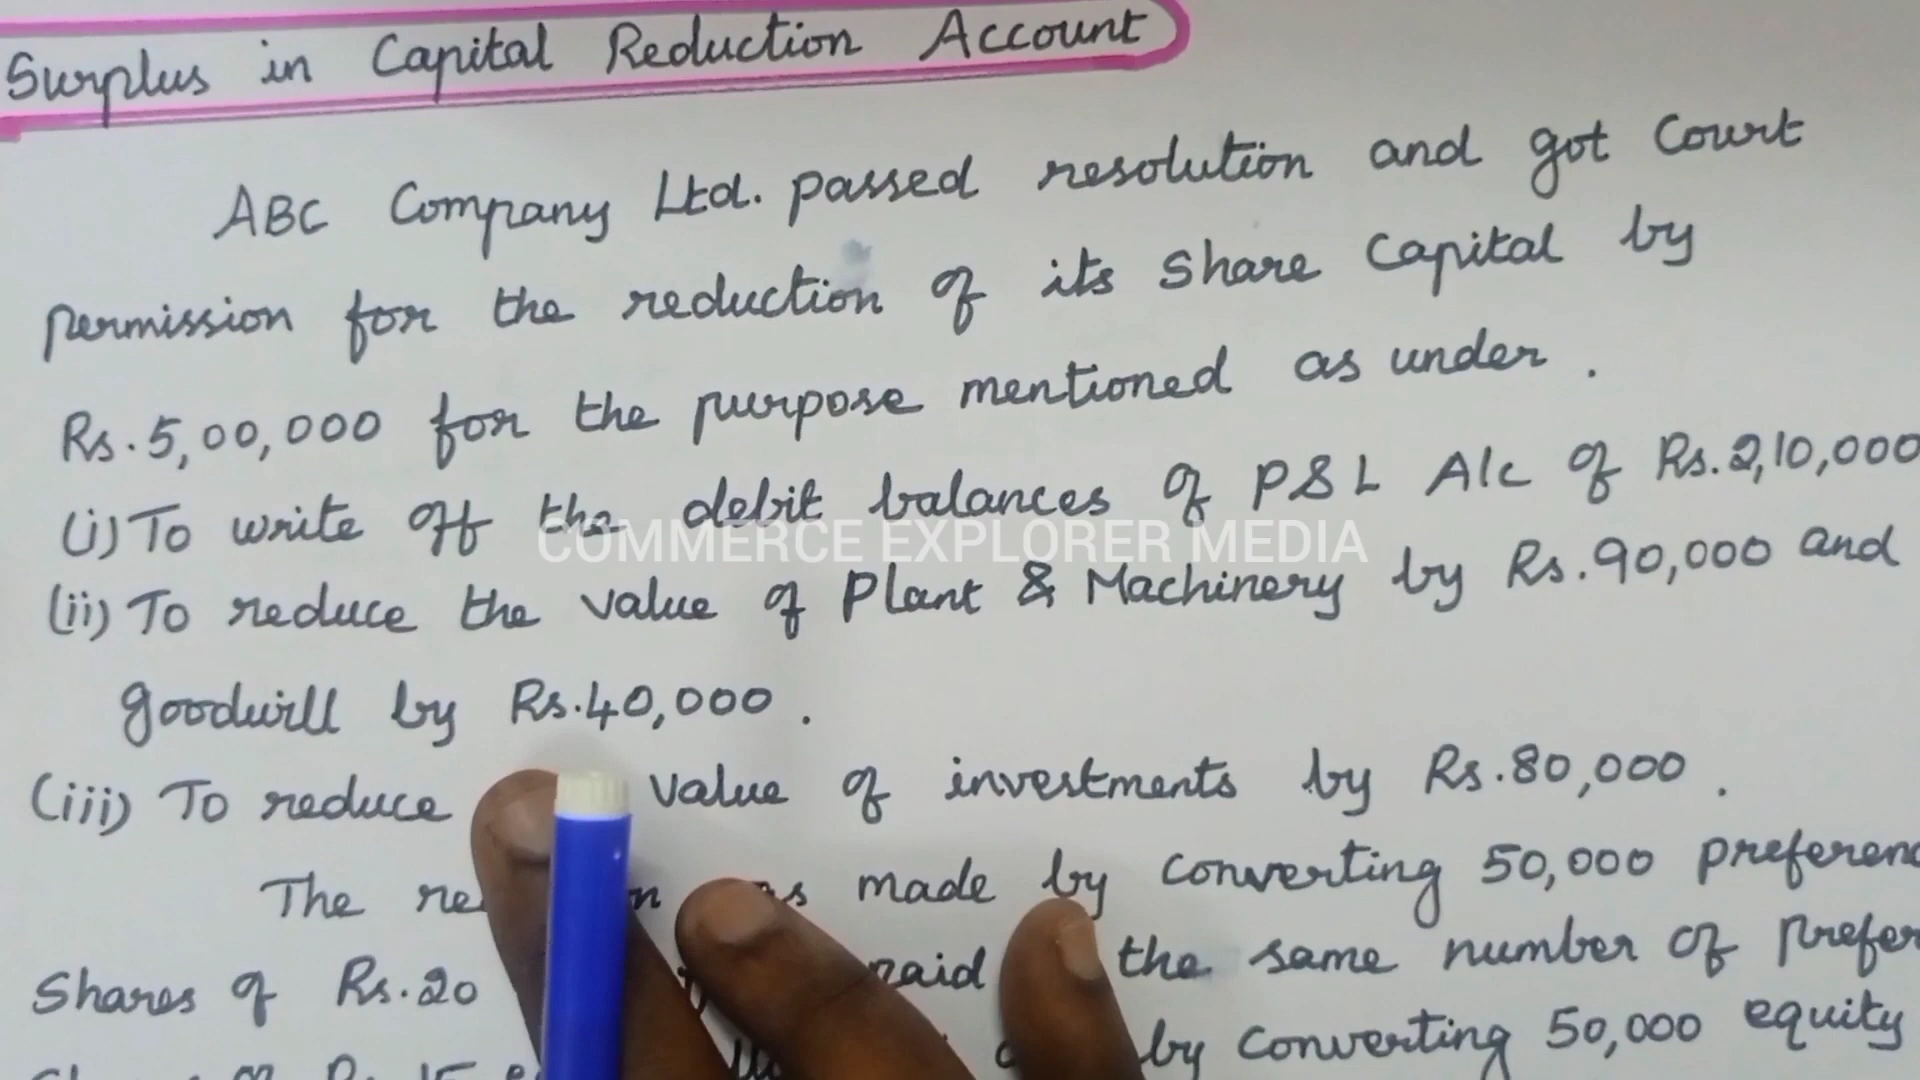 Surplus in Capital Reduction Account
ABC Company Ltd. passed resolution and got Court
permission for the reduction of its Share Capital by
Rs.5,00,000 for the purpose mentioned as under.
(i) To write off the debit balances of P&L A/c of Rs.2,10,000
COMMERCE EXPLORER MEDIA
(ii) To reduce the value of Plant & Machinery by Rs.90,000 and
goodwill by Rs.40,000.
(iii) To reduce value of investments by Rs.80,000.
The made by converting 50,000 preferenc
Shares of Rs.20 paid the same number of prefer
by converting 50,000 equity